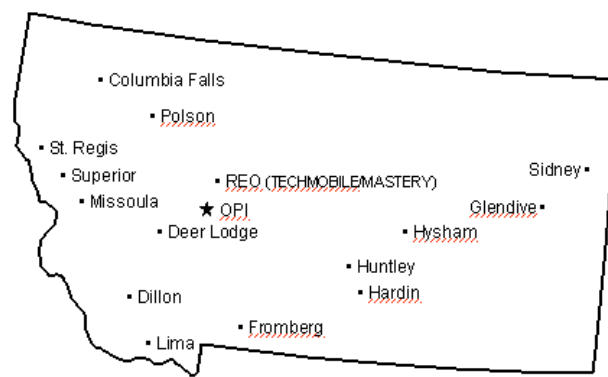 Columbia Falls
Polson
St. Regis
Superior
Sidney
REO (TECHMOBILE/MASTERY)
Missoula
OPI
Glendive
Deer Lodge
Hysham
Huntley
Dillon
Hardin
Fromberg
Lima